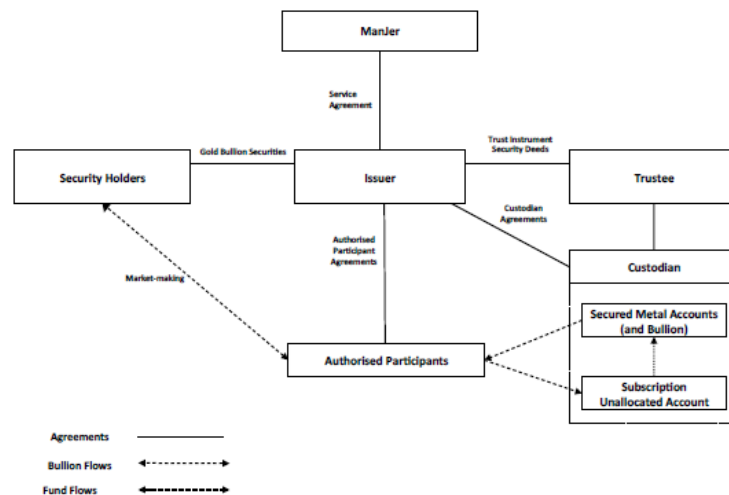 ManJer
Service
Agreement
Gold Bullion Securities
Trust Instrument
Security Deeds
Security Holders
Issuer
Trustee
Custodian
Agreements
Authorised
Participant
Agreements
Custodian
Market-making
Secured Metal Accounts
(and Bullion)
Authorised Participants
Subscription
Unallocated Account
Agreements
Bullion Flows
Fund Flows